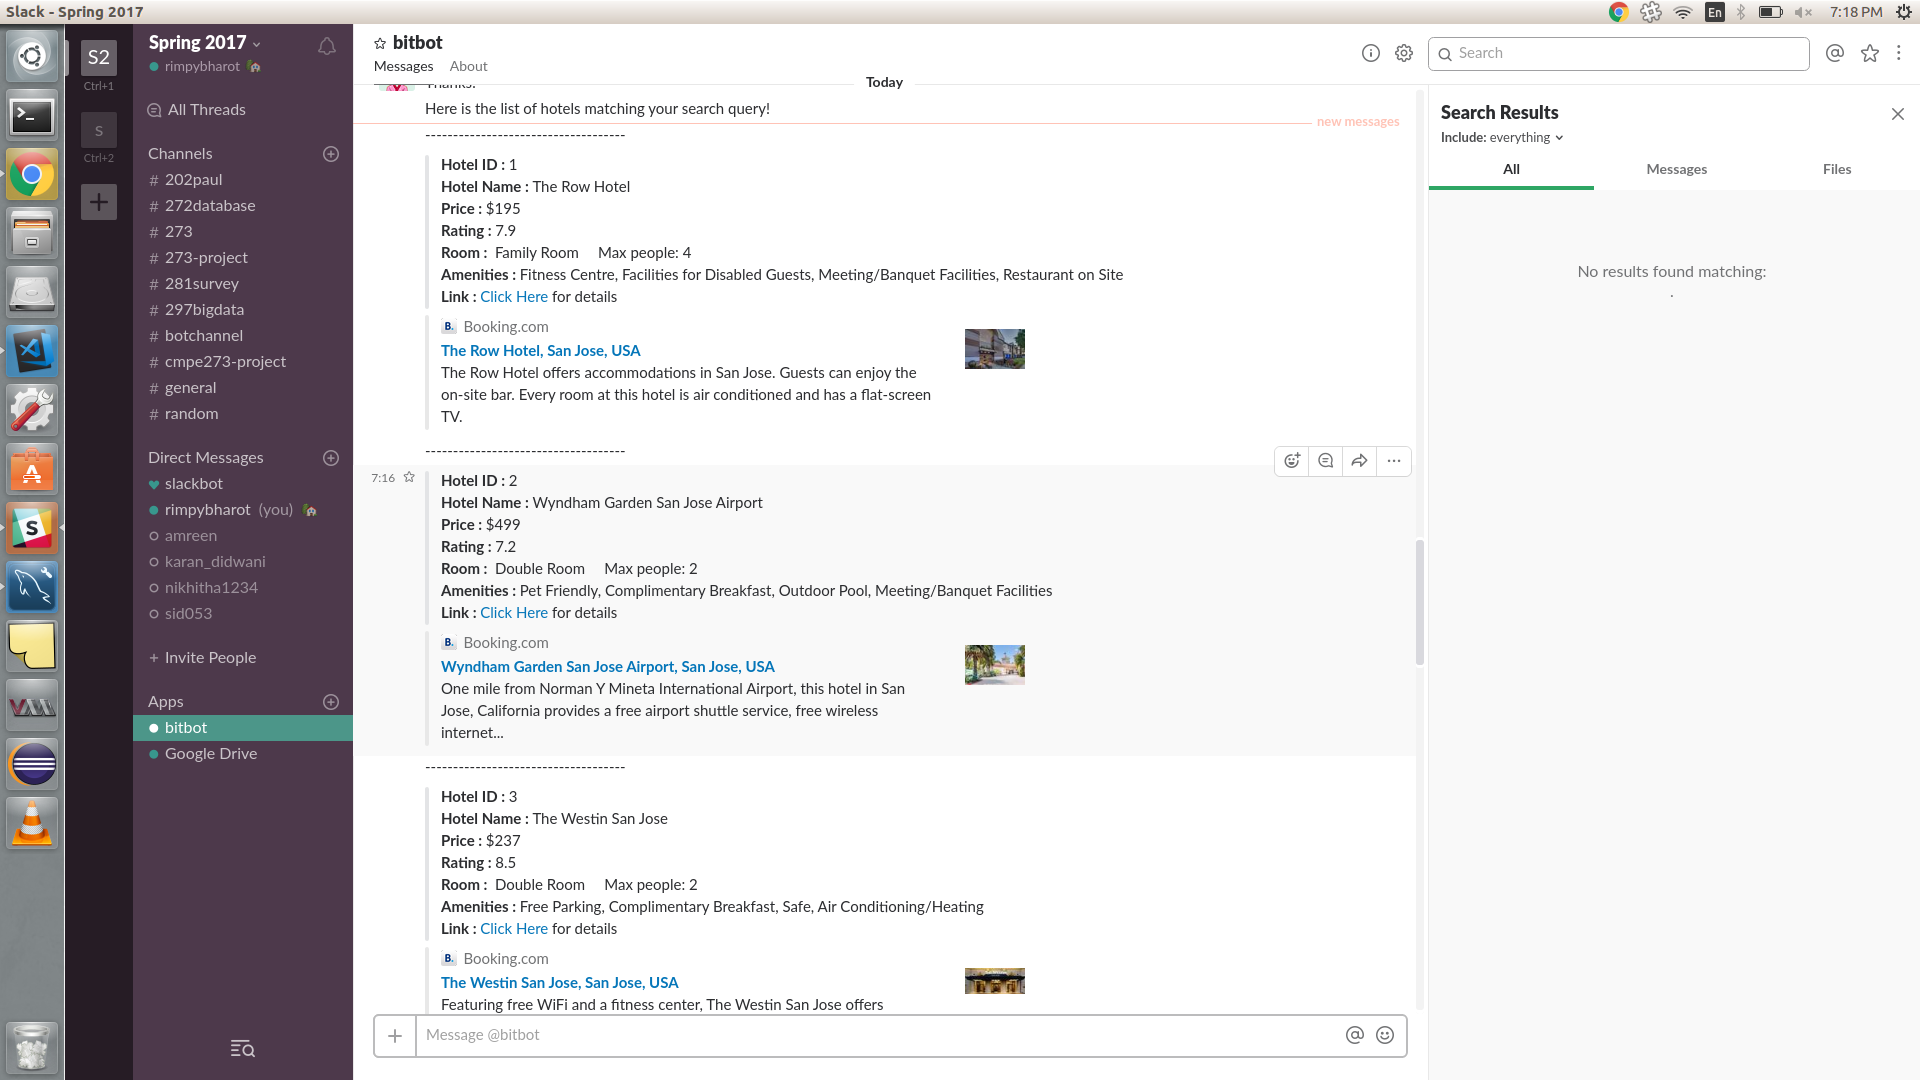 Slack - Spring 2017
En
7:18 PM
S2
Ctrl+1
S
Ctrl+2
+
Spring 2017
rimpybharot
All Threads
Channels
# 202paul
# 272database
# 273
# 273-project
# 281survey
# 297bigdata
# botchannel
# cmpe273-project
# general
# random
Direct Messages
slackbot
rimpybharot (you)
amreen
karan_didwani
nikhitha1234
sid053
+ Invite People
Apps
bitbot
Google Drive
bitbot
Messages About
Today
Thanks!
Here is the list of hotels matching your search query!
new messages
------------------------------------
Hotel ID : 1
Hotel Name : The Row Hotel
Price : $195
Rating : 7.9
Room : Family Room Max people: 4
Amenities : Fitness Centre, Facilities for Disabled Guests, Meeting/Banquet Facilities, Restaurant on Site
Link : Click Here for details
B. Booking.com
The Row Hotel, San Jose, USA
The Row Hotel offers accommodations in San Jose. Guests can enjoy the
on-site bar. Every room at this hotel is air conditioned and has a flat-screen
TV.
------------------------------------
7:16
Hotel ID : 2
Hotel Name : Wyndham Garden San Jose Airport
Price : $499
Rating : 7.2
Room : Double Room Max people: 2
Amenities : Pet Friendly, Complimentary Breakfast, Outdoor Pool, Meeting/Banquet Facilities
Link : Click Here for details
B. Booking.com
Wyndham Garden San Jose Airport, San Jose, USA
One mile from Norman Y Mineta International Airport, this hotel in San
Jose, California provides a free airport shuttle service, free wireless
internet...
------------------------------------
Hotel ID : 3
Hotel Name : The Westin San Jose
Price : $237
Rating : 8.5
Room : Double Room Max people: 2
Amenities : Free Parking, Complimentary Breakfast, Safe, Air Conditioning/Heating
Link : Click Here for details
B. Booking.com
The Westin San Jose, San Jose, USA
Featuring free WiFi and a fitness center, The Westin San Jose offers
+ Message @bitbot
Search
Search Results
Include: everything
All Messages Files
No results found matching:
.